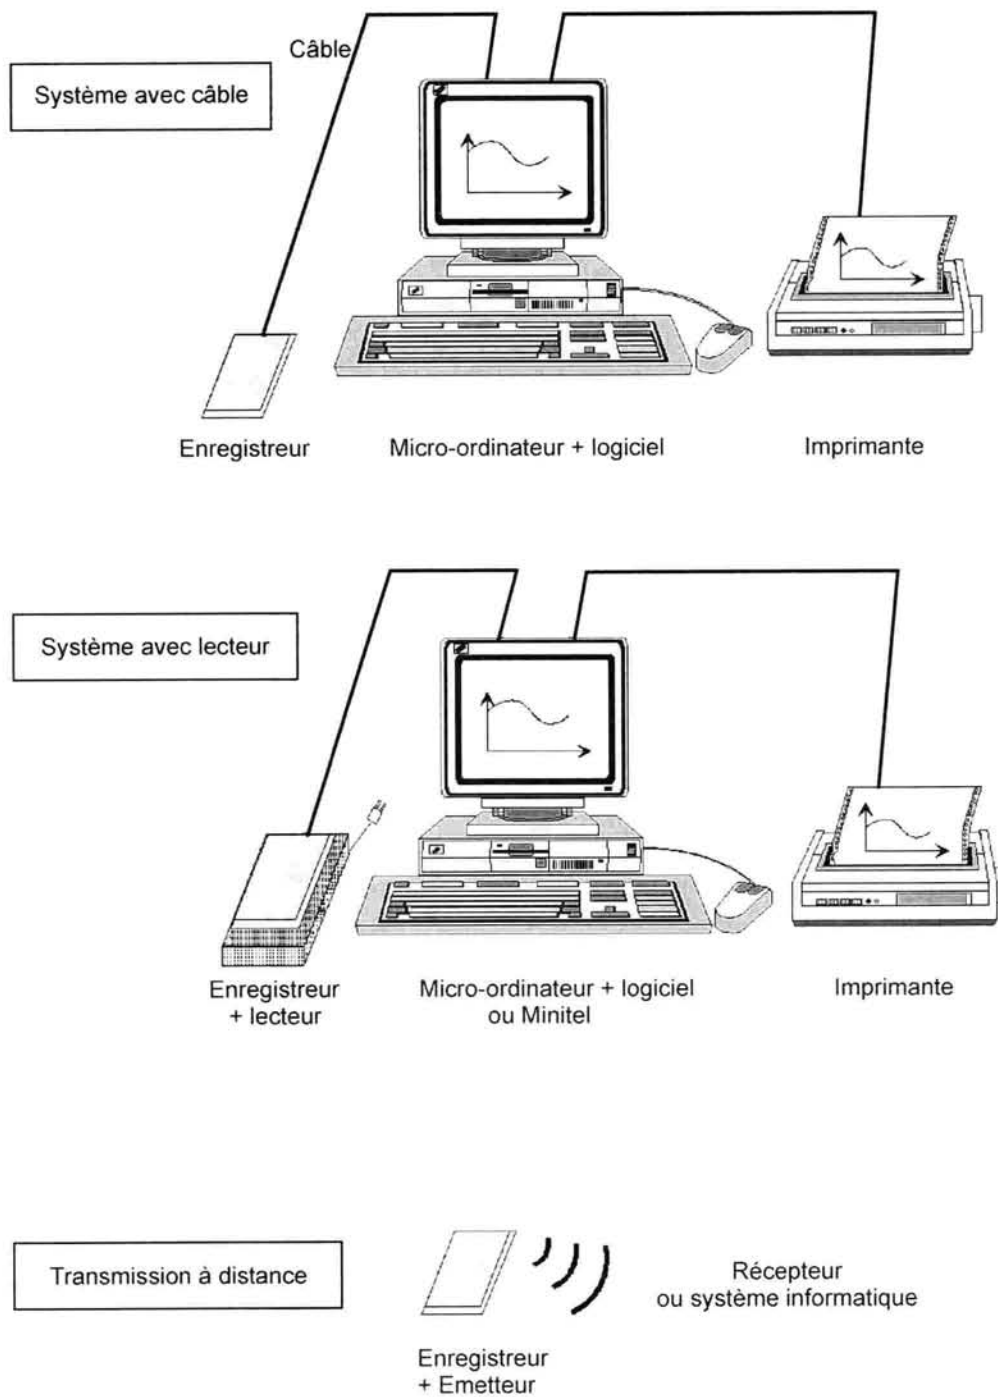 Câble
Système avec câble
Enregistreur
Micro-ordinateur + logiciel
Imprimante
Système avec lecteur
Enregistreur
+ lecteur
Micro-ordinateur + logiciel
ou Minitel
Imprimante
Transmission à distance
Récepteur
ou système informatique
Enregistreur
+ Emetteur